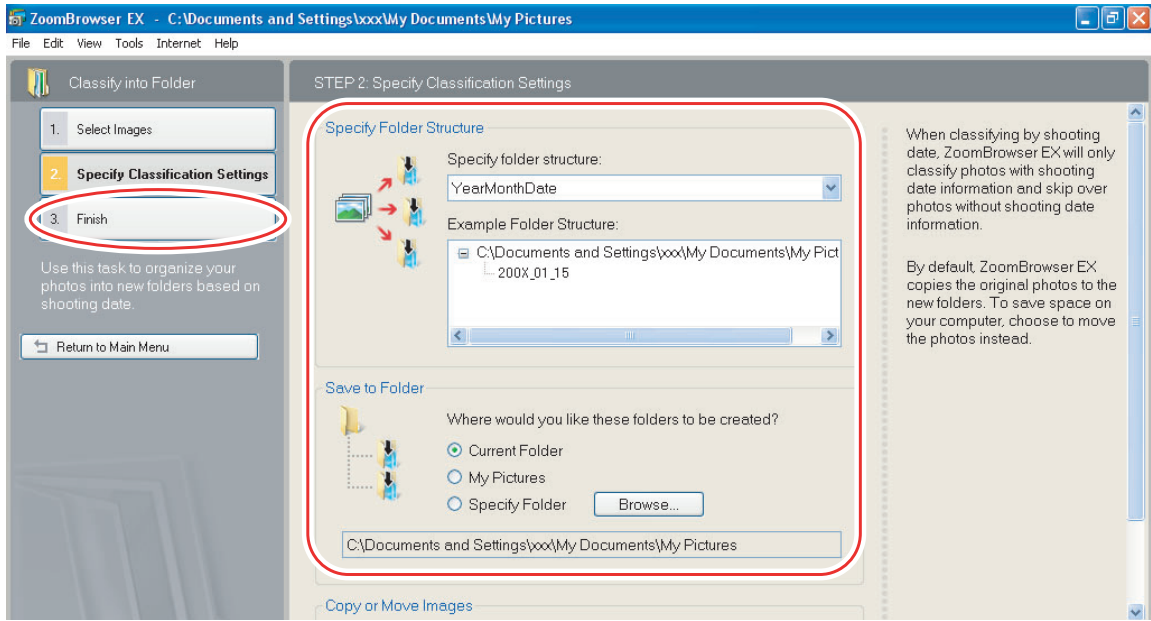 ZoomBrowser EX - C:\Documents and Settings\xxx\My Documents\My Pictures
File Edit View Tools Internet Help
Classify into Folder
1. Select Images
2. Specify Classification Settings
3. Finish
Use this task to organize your
photos into new folders based on
shooting date.
Return to Main Menu
STEP 2: Specify Classification Settings
Specify Folder Structure
Specify folder structure:
YearMonthDate
Example Folder Structure:
C:\Documents and Settings\xxx\My Documents\My Pict
200X_01_15
Save to Folder
Where would you like these folders to be created?
Current Folder
My Pictures
Specify Folder Browse...
C:\Documents and Settings\xxx\My Documents\My Pictures
Copy or Move Images
When classifying by shooting
date, ZoomBrowser EX will only
classify photos with shooting
date information and skip over
photos without shooting date
information.
By default, ZoomBrowser EX
copies the original photos to the
new folders. To save space on
your computer, choose to move
the photos instead.